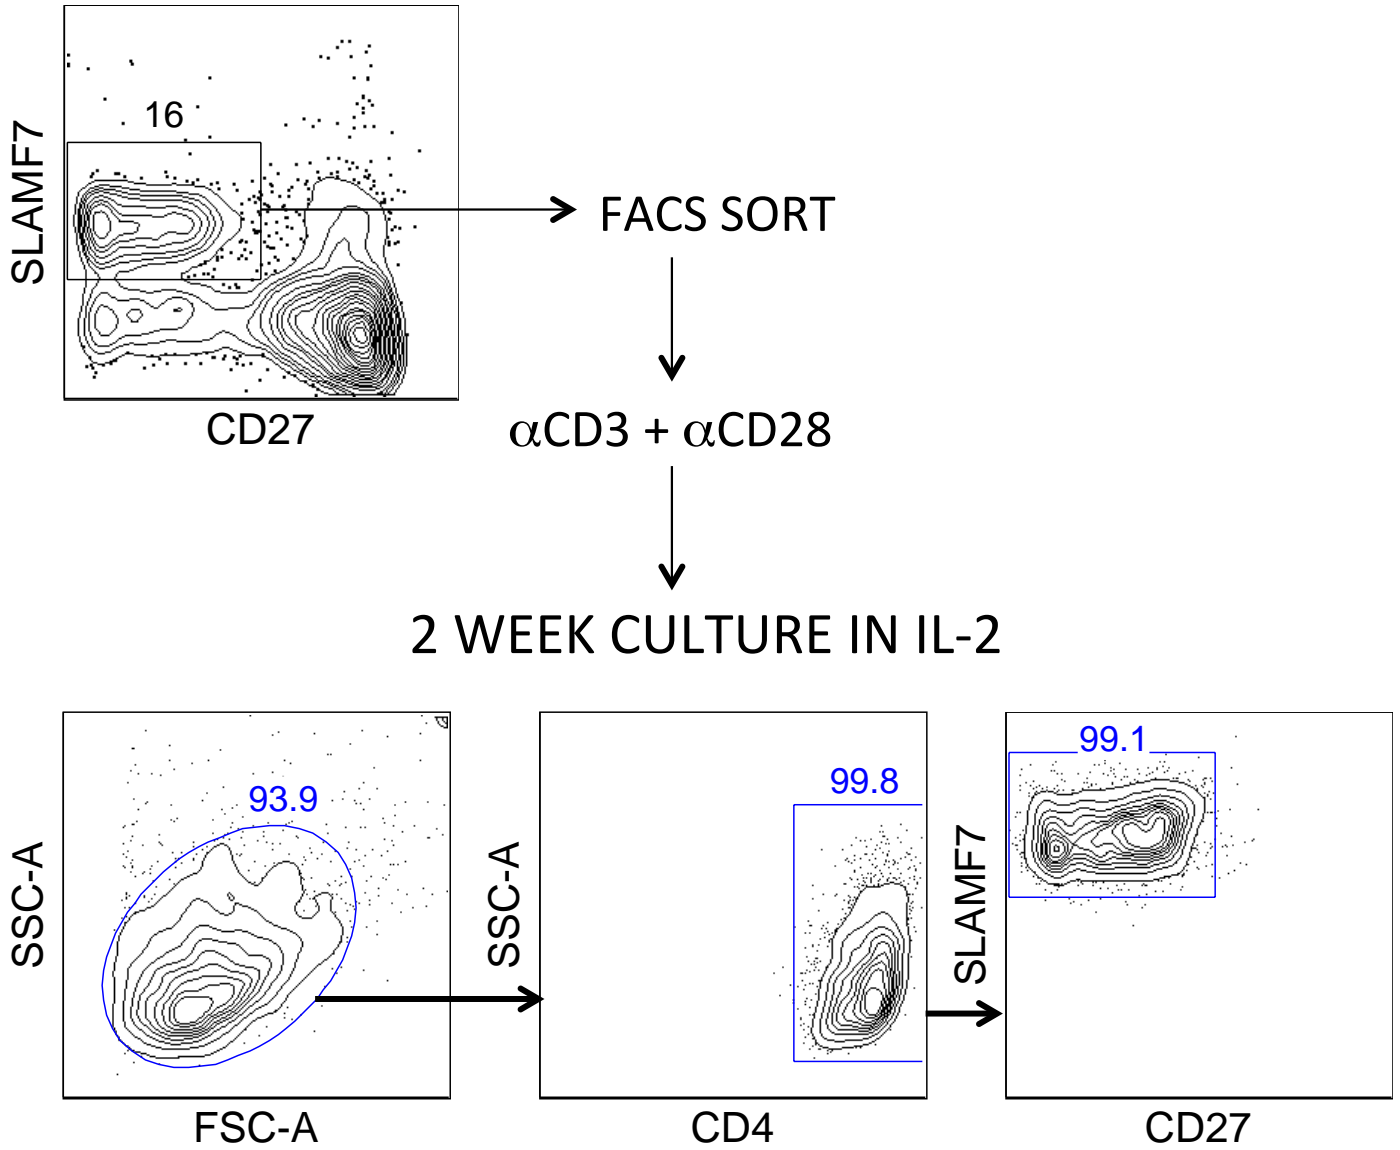 16
SLAMF7
CD27
FACS SORT
αCD3 + αCD28
2 WEEK CULTURE IN IL-2
93.9
SSC-A
FSC-A
99.8
SSC-A
CD4
99.1
SLAMF7
CD27